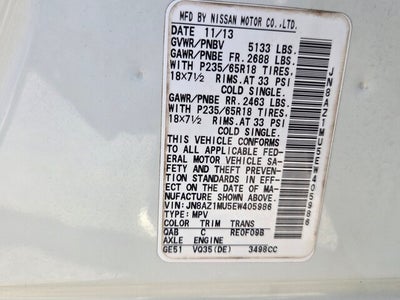 MFD BY NISSAN MOTOR CO.,LTD.
DATE 11/13
GVWR/PNBV 5133 LBS.
GAWR/PNBE FR. 2688 LBS.
WITH P235/65R18 TIRES,
18×7½ RIMS.AT 33 PSI
COLD SINGLE.
GAWR/PNBE RR. 2463 LBS.
WITH P235/65R18 TIRES,
18×7½ RIMS.AT 33 PSI
COLD SINGLE.
THIS VEHICLE CONFORMS
TO ALL APPLICABLE FED-
ERAL MOTOR VEHICLE SA-
FETY AND THEFT PREVEN-
TION STANDARDS IN EFF-
ECT ON THE DATE OF MA-
NUFACTURE SHOWN ABOVE
VIN:JN8AZ1MU5EW405986
TYPE:MPV
COLOR TRIM TRANS
QAB C RE0F09B
AXLE ENGINE
GE51 VQ35(DE) 3498CC
JN8AZ1MU5EW405986